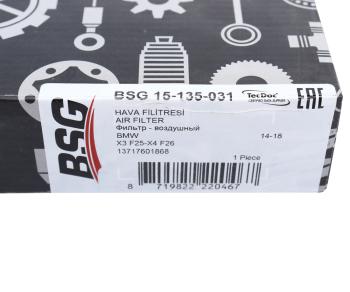 BSG 15-135-031
TecDoc
EAC
HAVA FİLİTRESİ
AIR FILTER
Фильтр - воздушный
BMW 14-18
X3 F25-X4 F26
13717601868
1 Piece
BSG
8 719822 220467